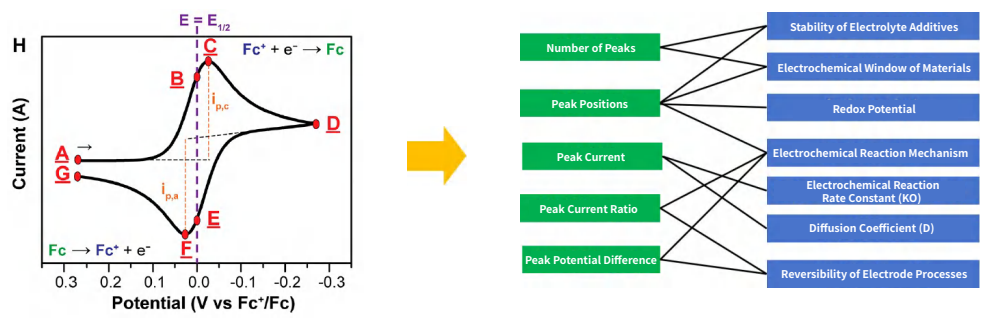 E = E1/2
H
Fc⁺ + e⁻ → Fc
C
B
ip,c
D
A →
G
ip,a
E
F
Fc → Fc⁺ + e⁻
Current (A)
0.3 0.2 0.1 0.0 -0.1 -0.2 -0.3
Potential (V vs Fc⁺/Fc)
Number of Peaks
Peak Positions
Peak Current
Peak Current Ratio
Peak Potential Difference
Stability of Electrolyte Additives
Electrochemical Window of Materials
Redox Potential
Electrochemical Reaction Mechanism
Electrochemical Reaction
Rate Constant (KO)
Diffusion Coefficient (D)
Reversibility of Electrode Processes